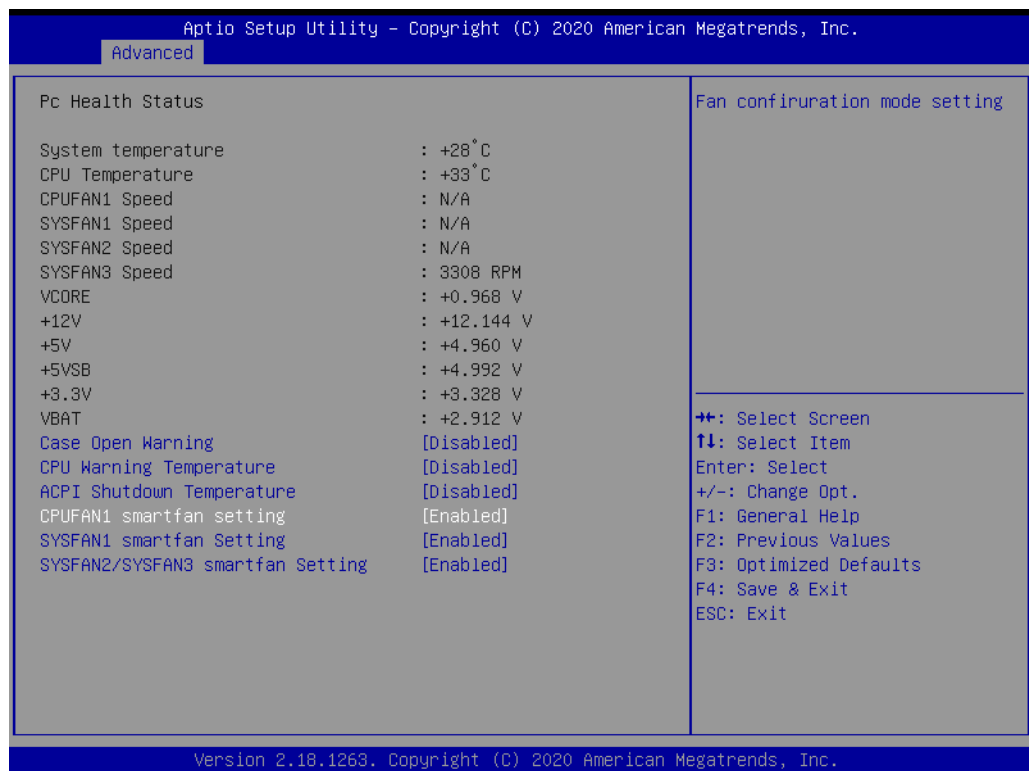 Aptio Setup Utility – Copyright (C) 2020 American Megatrends, Inc.
Advanced
Pc Health Status
System temperature : +28°C
CPU Temperature : +33°C
CPUFAN1 Speed : N/A
SYSFAN1 Speed : N/A
SYSFAN2 Speed : N/A
SYSFAN3 Speed : 3308 RPM
VCORE : +0.968 V
+12V : +12.144 V
+5V : +4.960 V
+5VSB : +4.992 V
+3.3V : +3.328 V
VBAT : +2.912 V
Case Open Warning [Disabled]
CPU Warning Temperature [Disabled]
ACPI Shutdown Temperature [Disabled]
CPUFAN1 smartfan setting [Enabled]
SYSFAN1 smartfan Setting [Enabled]
SYSFAN2/SYSFAN3 smartfan Setting [Enabled]
Fan confiruration mode setting
→←: Select Screen
↑↓: Select Item
Enter: Select
+/-: Change Opt.
F1: General Help
F2: Previous Values
F3: Optimized Defaults
F4: Save & Exit
ESC: Exit
Version 2.18.1263. Copyright (C) 2020 American Megatrends, Inc.